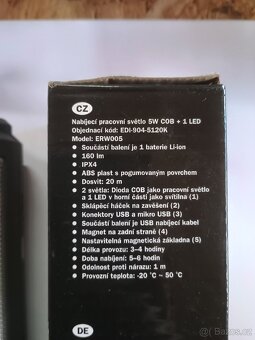 CZ
Nabíjecí pracovní světlo 5W COB + 1 LED
Objednací kód: EDI-904-5120K
Model: ERW005
• Součástí balení je 1 baterie Li-ion
• 160 lm
• IPX4
• ABS plast s pogumovaným povrchem
• Dosvit: 20 m
• 2 světla: Dioda COB jako pracovní světlo
a 1 LED v horní části jako svítilna (1)
• Sklápěcí háček na zavěšení (2)
• Konektory USB a mikro USB (3)
• Součástí balení je USB nabíjecí kabel
• Magnet na zadní straně (4)
• Nastavitelná magnetická základna (5)
• Délka provozu: 3–4 hodiny
• Doba nabíjení: 5–6 hodin
• Odolnost proti nárazu: 1 m
• Provozní teplota: -20 °C ~ 50 °C
DE